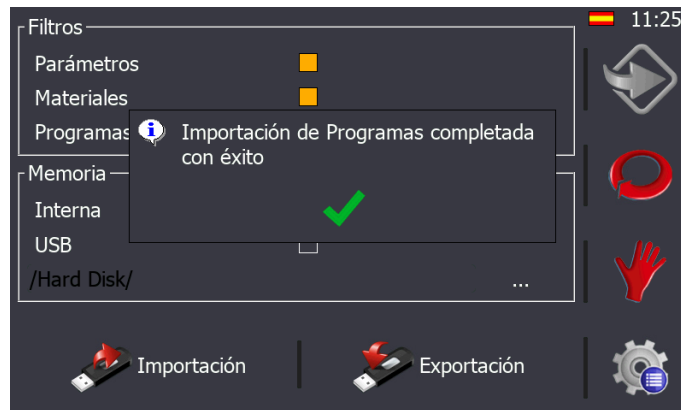 Filtros
11:25
Parámetros
Materiales
Programas
Importación de Programas completada
con éxito
Memoria
Interna
USB
/Hard Disk/
...
Importación
Exportación